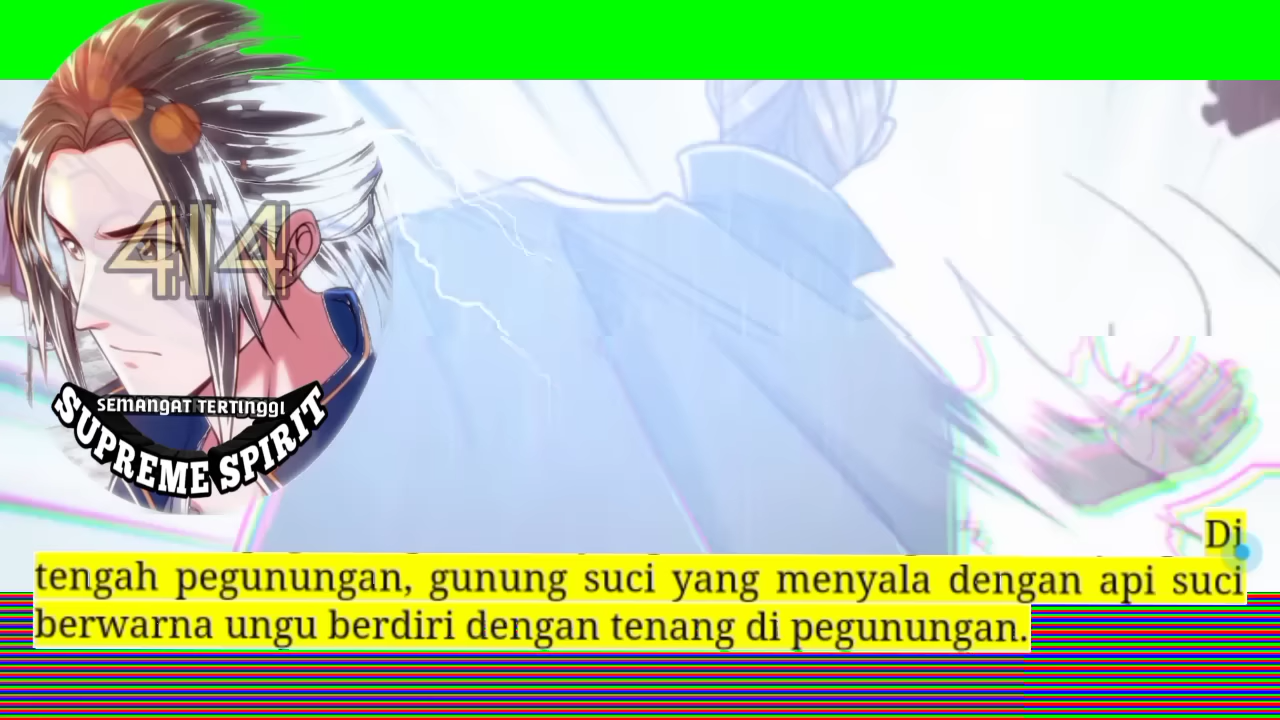 414
SEMANGAT TERTINGGI
SUPREME SPIRIT
Di
tengah pegunungan, gunung suci yang menyala dengan api suci
berwarna ungu berdiri dengan tenang di pegunungan.